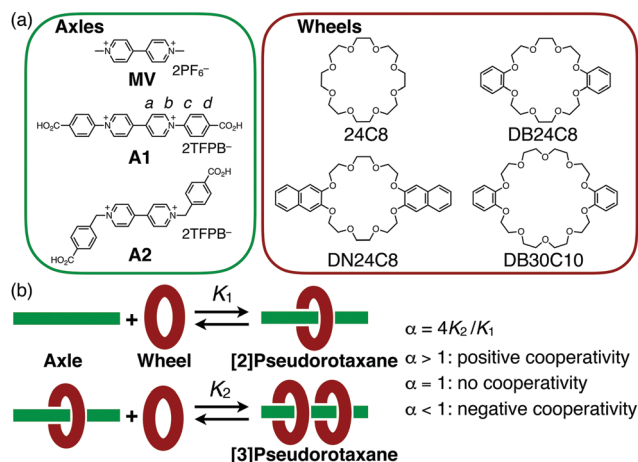 (a)
Axles
N+
N+
2PF6−
MV
a b c d
HO2C
N+
N+
CO2H
2TFPB−
A1
CO2H
N+
N+
2TFPB−
HO2C
A2
Wheels
O O O O O O O O
24C8
O O O O O O O O
DB24C8
O O O O O O O O
DN24C8
O O O O O O O O O O
DB30C10
(b)
Axle + Wheel K1 [2]Pseudorotaxane
+ K2 [3]Pseudorotaxane
α = 4K2/K1
α > 1: positive cooperativity
α = 1: no cooperativity
α < 1: negative cooperativity